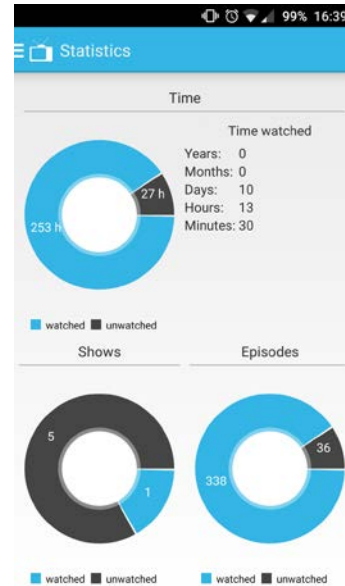 99% 16:39
Statistics
Time
Time watched
Years: 0
Months: 0
Days: 10
Hours: 13
Minutes: 30
27 h
253 h
watched unwatched
Shows Episodes
5
1
36
338
watched unwatched
watched unwatched